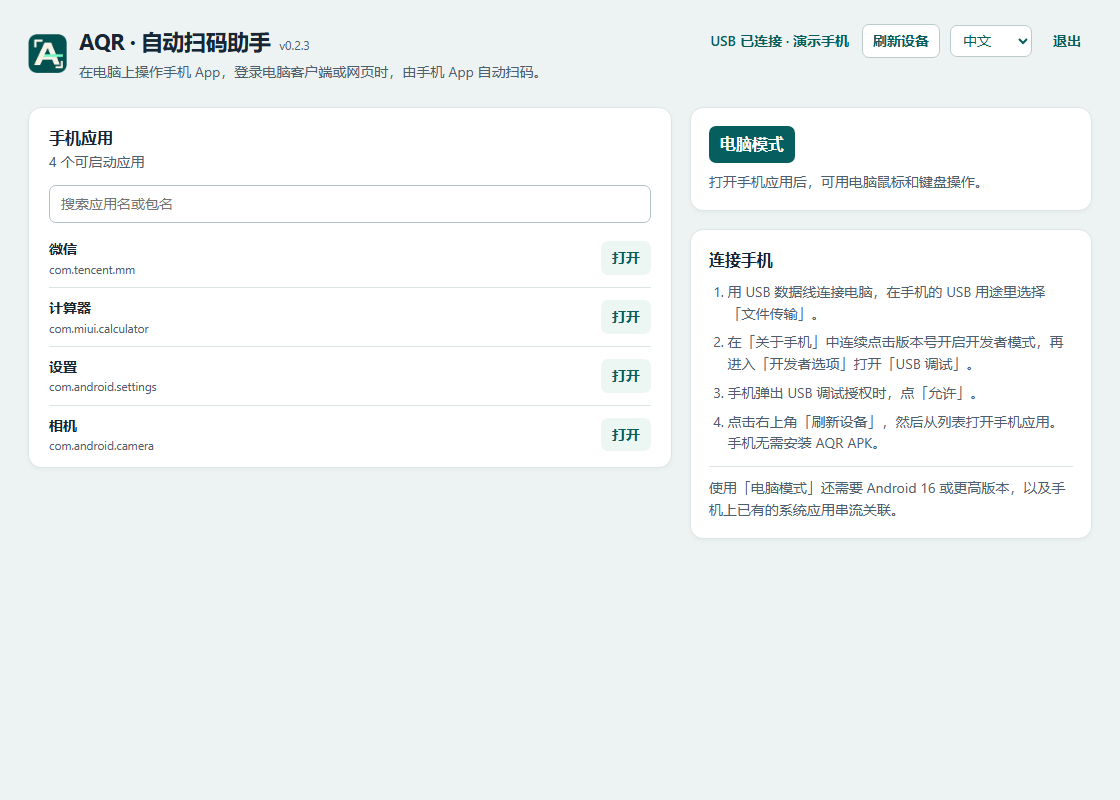 AQR · 自动扫码助手 v0.2.3
在电脑上操作手机 App，登录电脑客户端或网页时，由手机 App 自动扫码。
USB 已连接 · 演示手机
刷新设备
中文
退出
手机应用
4 个可启动应用
搜索应用名或包名
微信
com.tencent.mm
打开
计算器
com.miui.calculator
打开
设置
com.android.settings
打开
相机
com.android.camera
打开
电脑模式
打开手机应用后，可用电脑鼠标和键盘操作。
连接手机
1. 用 USB 数据线连接电脑，在手机的 USB 用途里选择
「文件传输」。
2. 在「关于手机」中连续点击版本号开启开发者模式，再
进入「开发者选项」打开「USB 调试」。
3. 手机弹出 USB 调试授权时，点「允许」。
4. 点击右上角「刷新设备」，然后从列表打开手机应用。
手机无需安装 AQR APK。
使用「电脑模式」还需要 Android 16 或更高版本，以及手
机上已有的系统应用串流关联。